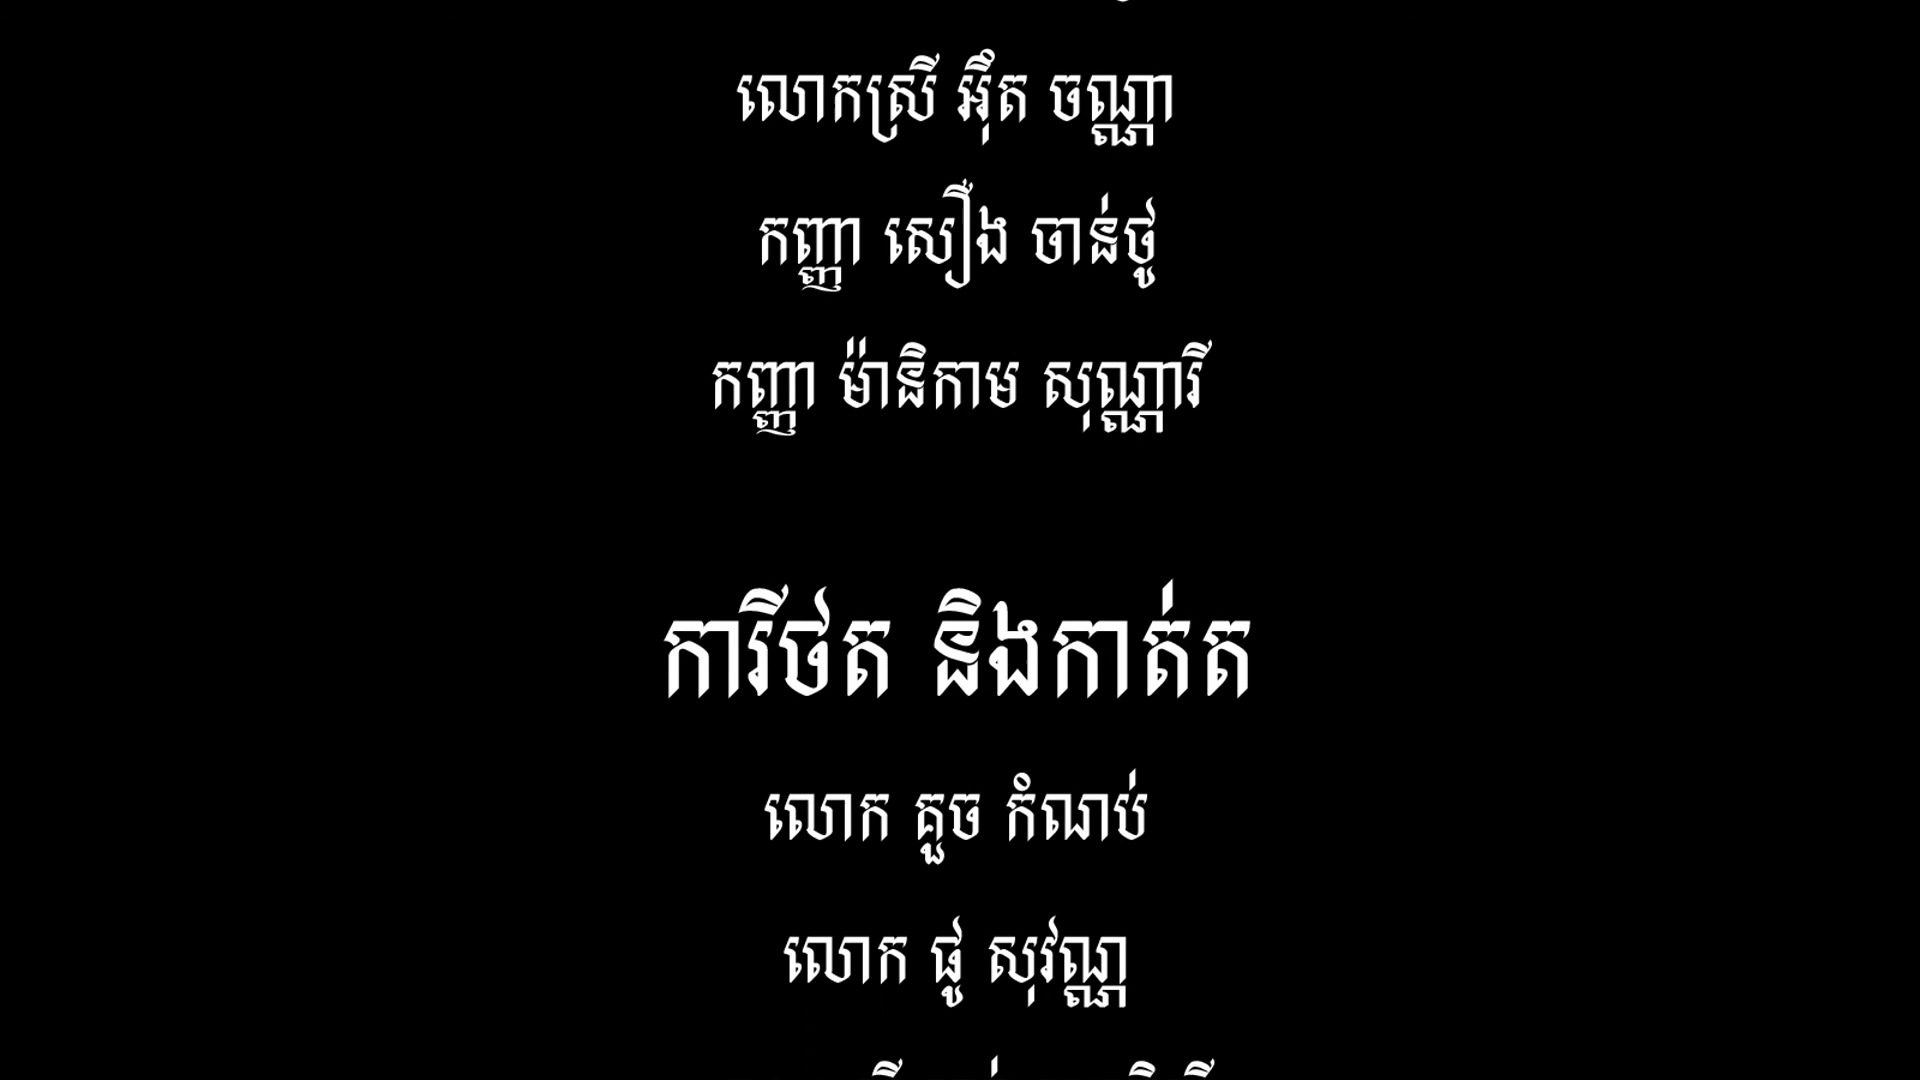 លោកស្រី អ៊ឹត ចណ្ណា
កញ្ញា សឿង ចាន់ថូ
កញ្ញា ម៉ានិកាម សុណ្ណារី
ការីថត និងកាត់ត
លោក គួច កំណប់
លោក ផូ សុវណ្ណ